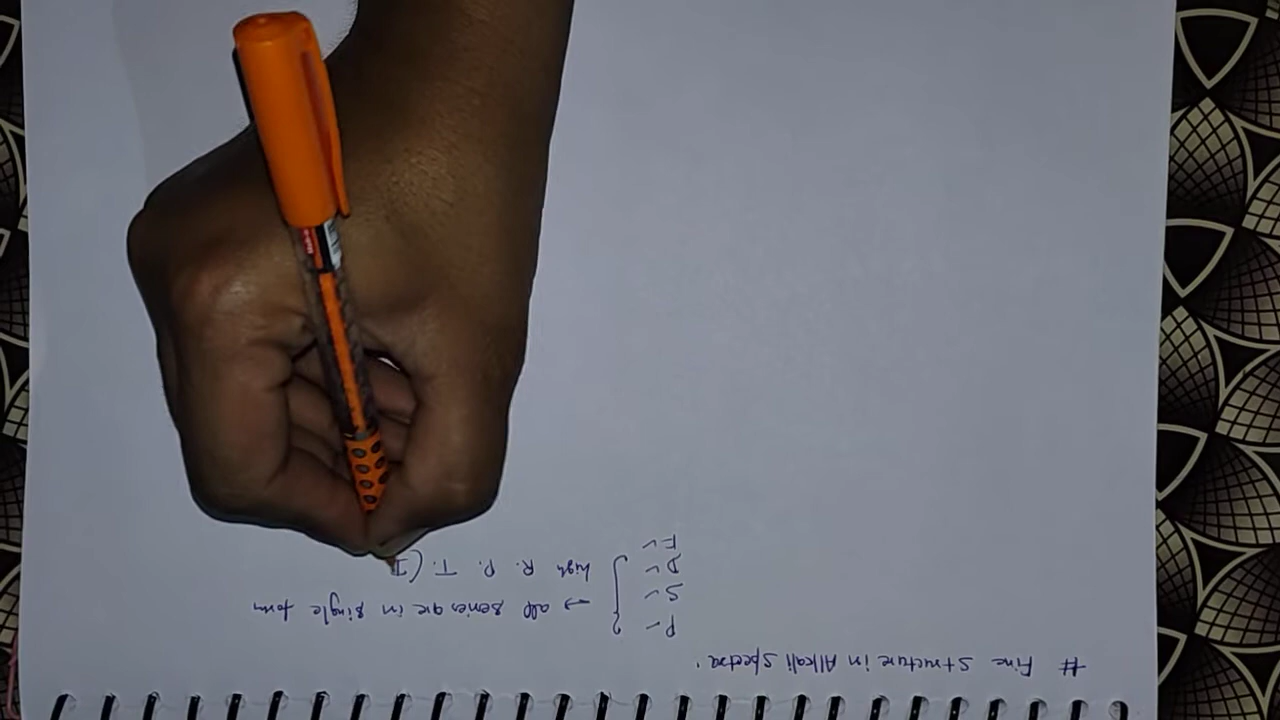 # Fine Structure in Alkali Spectra.
P ✓
S ✓ → all series are in single form
D ✓ high R. P. T. (I
F ✓